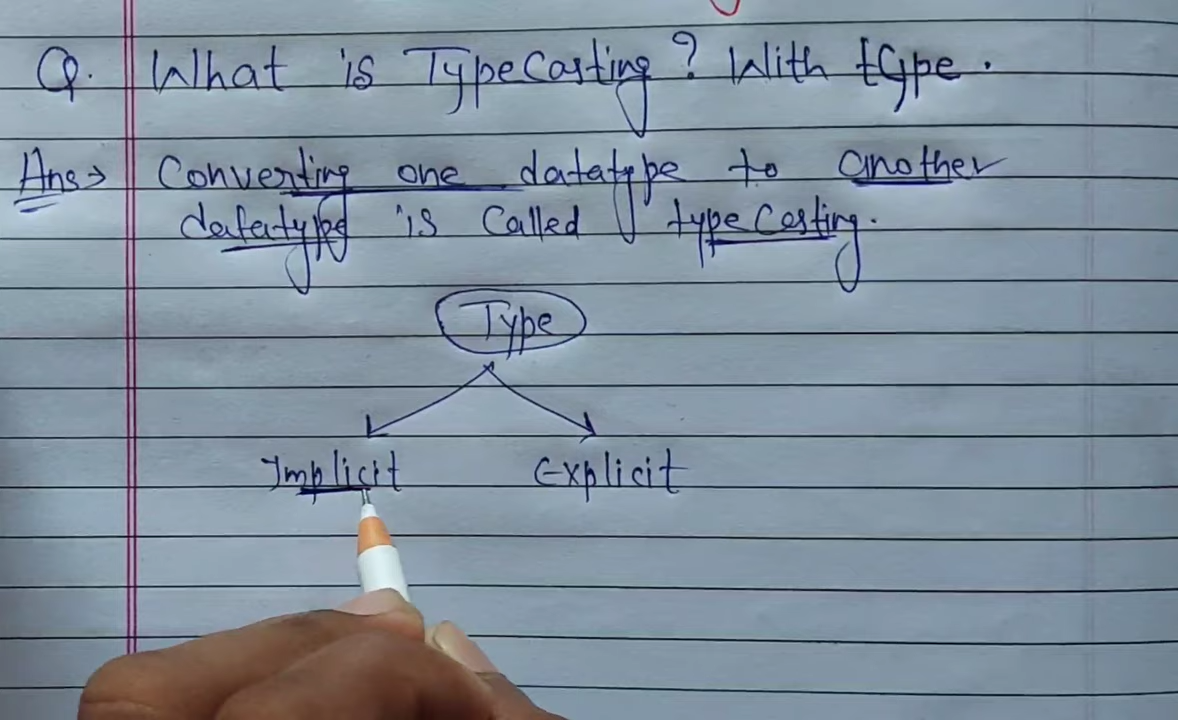 Q. What is TypeCasting? With type.
Ans→ Converting one datatype to another
datatype is Called typeCasting.
Type
Implicit Explicit